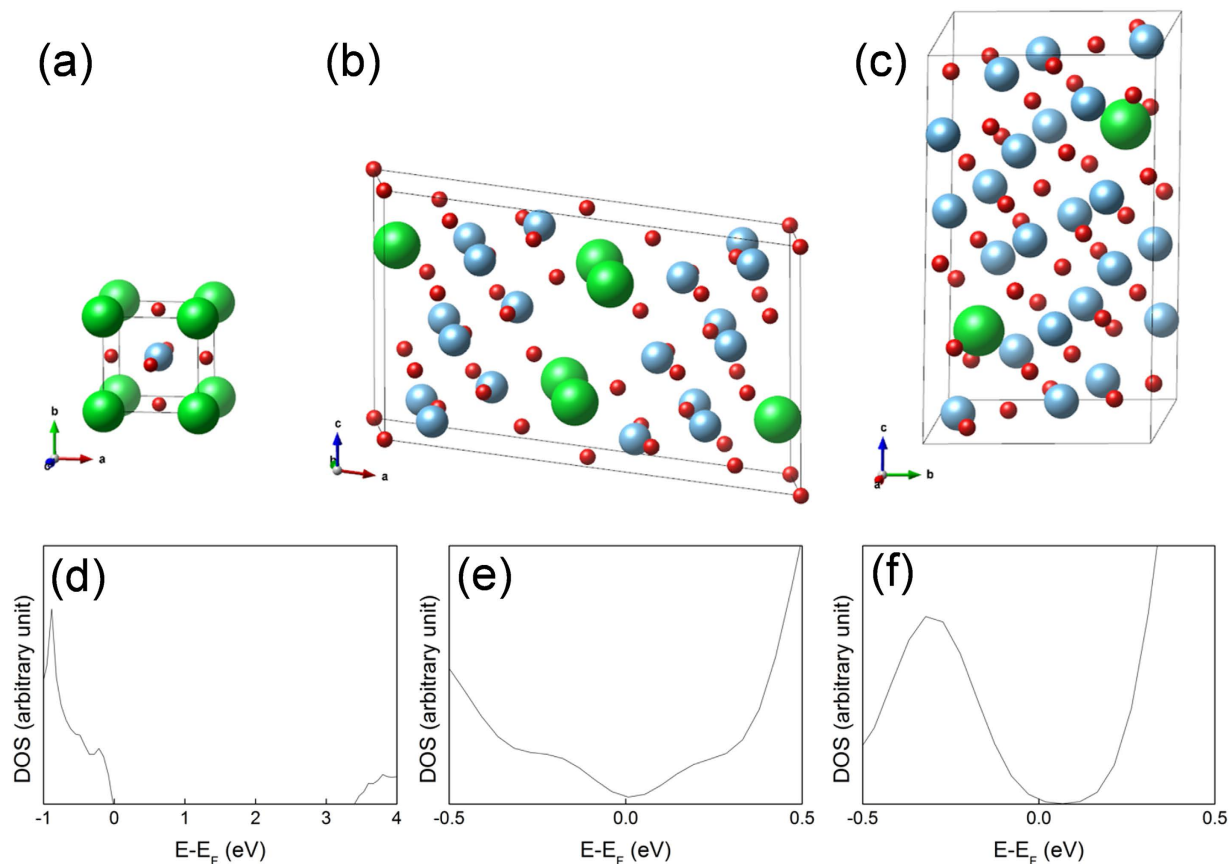 (a)
(b)
(c)
b
a
c
c
b
a
c
b
a
(d)
(e)
(f)
DOS (arbitrary unit)
DOS (arbitrary unit)
DOS (arbitrary unit)
-1 0 1 2 3 4
-0.5 0.0 0.5
-0.5 0.0 0.5
E-E_F (eV)
E-E_F (eV)
E-E_F (eV)